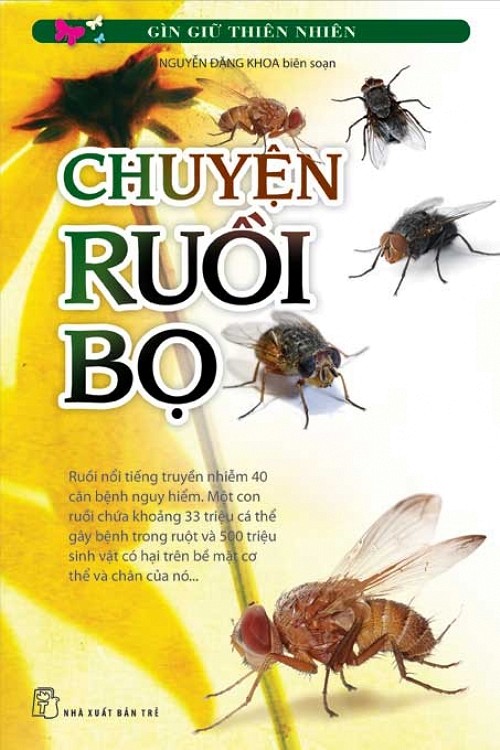 GÌN GIỮ THIÊN NHIÊN
NGUYỄN ĐĂNG KHOA biên soạn
CHUYỆN
RUỒI
BỌ
Ruồi nổi tiếng truyền nhiễm 40
căn bệnh nguy hiểm. Một con
ruồi chứa khoảng 33 triệu cá thể
gây bệnh trong ruột và 500 triệu
sinh vật có hại trên bề mặt cơ
thể và chân của nó...
NHÀ XUẤT BẢN TRẺ